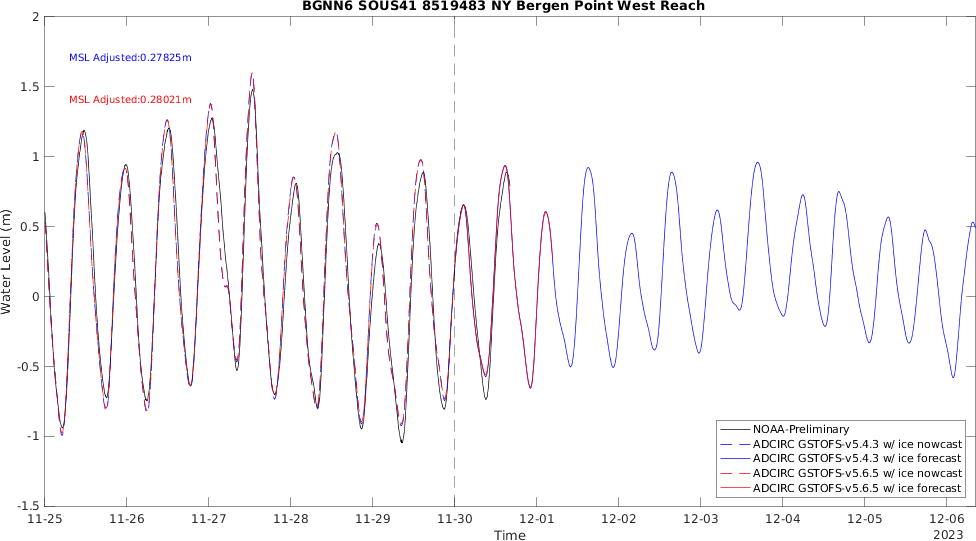 BGNN6 SOUS41 8519483 NY Bergen Point West Reach
2
MSL Adjusted:0.27825m
1.5
MSL Adjusted:0.28021m
1
0.5
Water Level (m)
0
-0.5
-1
-1.5
NOAA-Preliminary
ADCIRC GSTOFS-v5.4.3 w/ ice nowcast
ADCIRC GSTOFS-v5.4.3 w/ ice forecast
ADCIRC GSTOFS-v5.6.5 w/ ice nowcast
ADCIRC GSTOFS-v5.6.5 w/ ice forecast
11-25 11-26 11-27 11-28 11-29 11-30 12-01 12-02 12-03 12-04 12-05 12-06
2023
Time